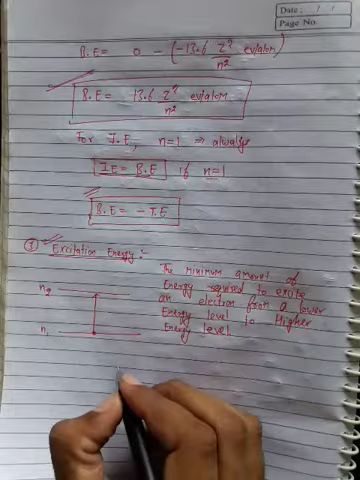 Date : / /
Page No.
B.E = 0 - (-13.6 Z²/n² ev/atom)
B.E = 13.6 Z²/n² ev/atom
For I.E, n=1 ⇒ always
IE = B.E if n=1
B.E = - T.E
⑦ Excitation Energy :-
The minimum amount of
Energy required to excite
an electron from a lower
Energy level to Higher
Energy level
n₂
n₁